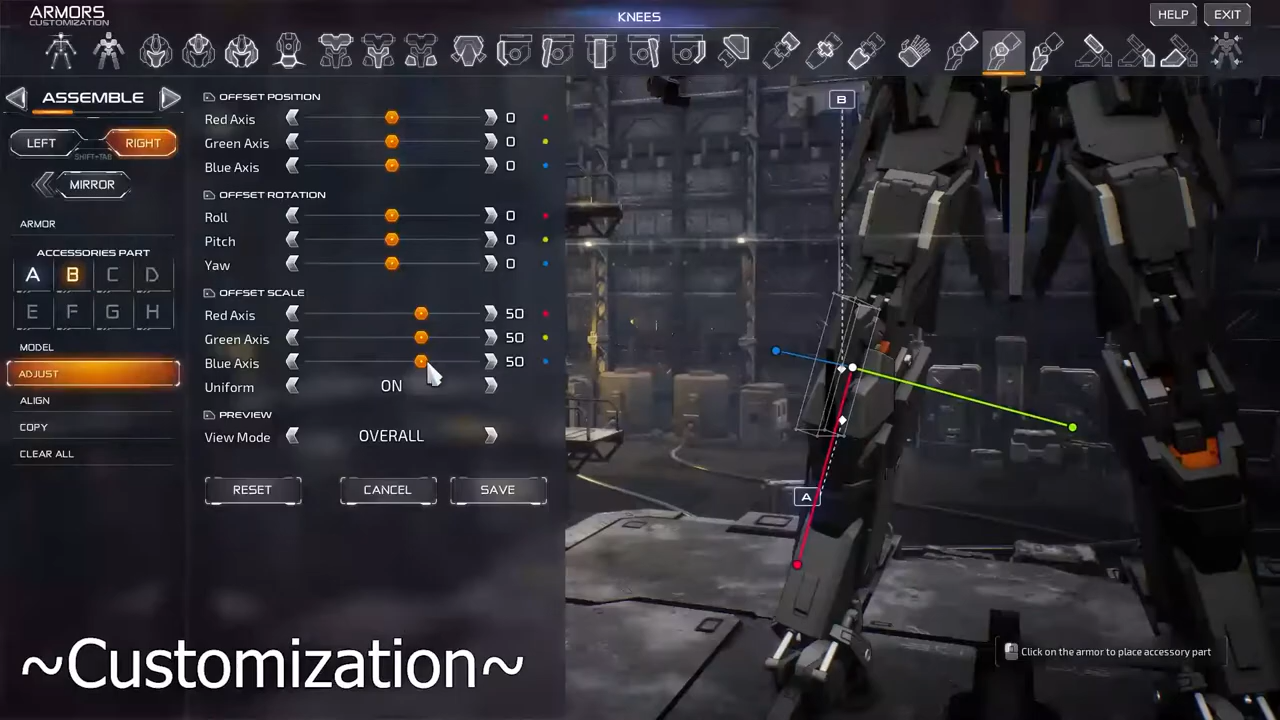 ARMORS
CUSTOMIZATION
KNEES
HELP
EXIT
ASSEMBLE
LEFT
RIGHT
SHIFT+TAB
MIRROR
ARMOR
ACCESSORIES PART
A B C D
E F G H
MODEL
ADJUST
ALIGN
COPY
CLEAR ALL
OFFSET POSITION
Red Axis 0
Green Axis 0
Blue Axis 0
OFFSET ROTATION
Roll 0
Pitch 0
Yaw 0
OFFSET SCALE
Red Axis 50
Green Axis 50
Blue Axis 50
Uniform ON
PREVIEW
View Mode OVERALL
RESET
CANCEL
SAVE
B
A
Click on the armor to place accessory part
~Customization~